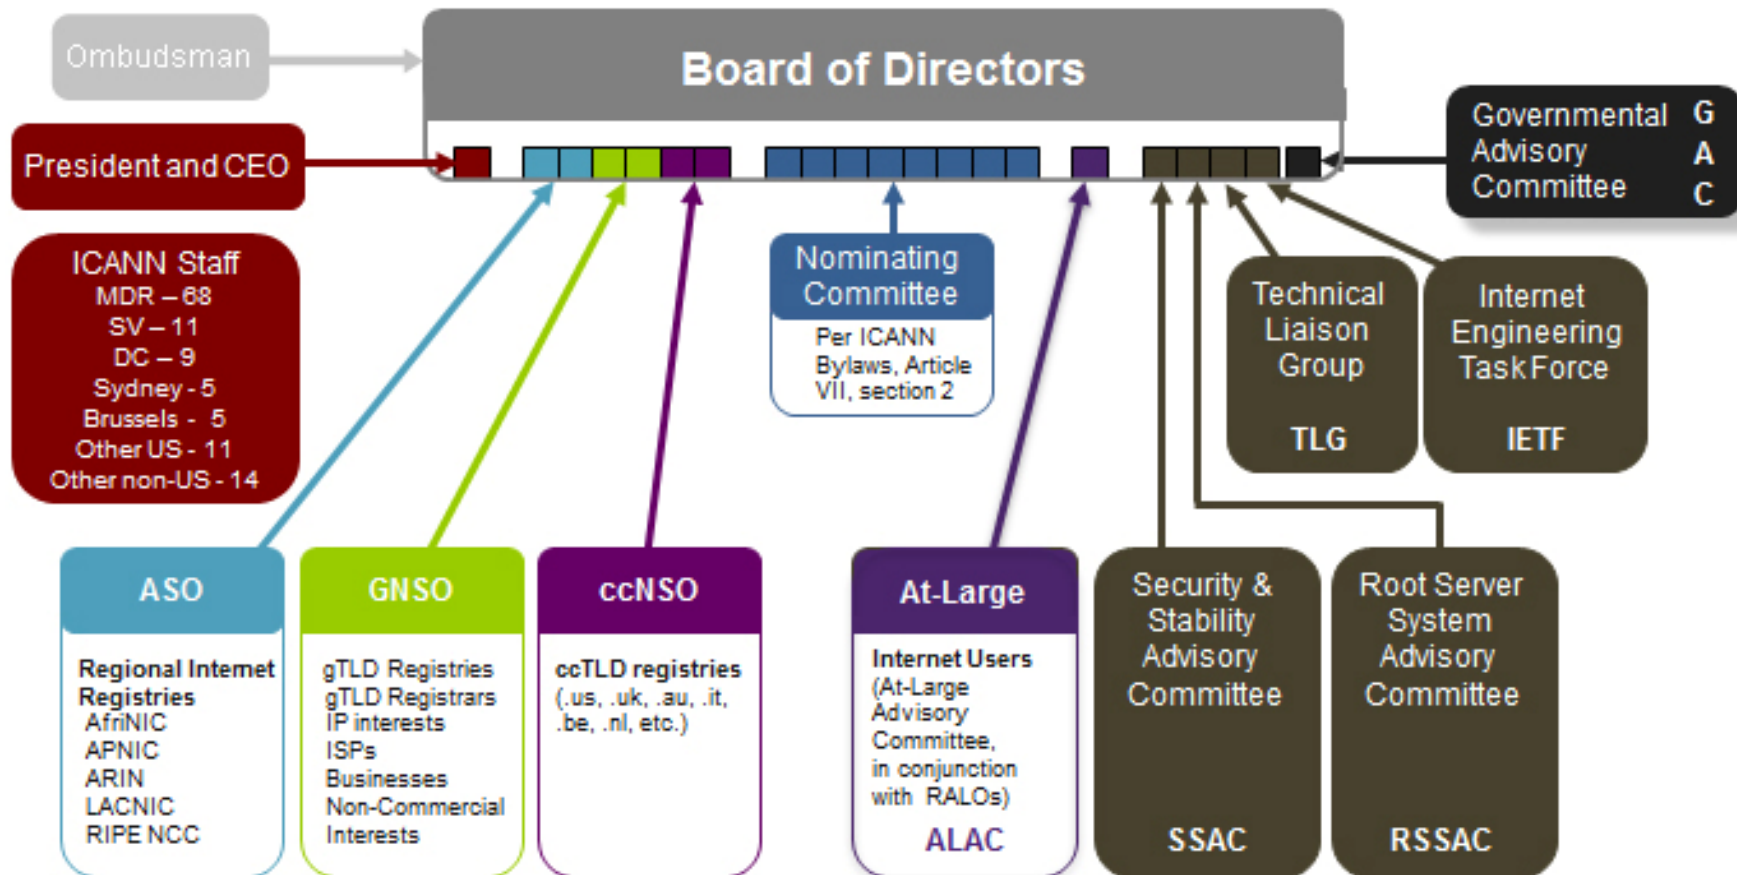 Ombudsman
Board of Directors
President and CEO
Governmental G
Advisory A
Committee C
ICANN Staff
MDR – 68
SV – 11
DC – 9
Sydney - 5
Brussels - 5
Other US - 11
Other non-US - 14
Nominating
Committee
Per ICANN
Bylaws, Article
VII, section 2
Technical
Liaison
Group
TLG
Internet
Engineering
Task Force
IETF
ASO
Regional Internet
Registries
AfriNIC
APNIC
ARIN
LACNIC
RIPE NCC
GNSO
gTLD Registries
gTLD Registrars
IP interests
ISPs
Businesses
Non-Commercial
Interests
ccNSO
ccTLD registries
(.us, .uk, .au, .it,
.be, .nl, etc.)
At-Large
Internet Users
(At-Large
Advisory
Committee,
in conjunction
with RALOs)
ALAC
Security &
Stability
Advisory
Committee
SSAC
Root Server
System
Advisory
Committee
RSSAC